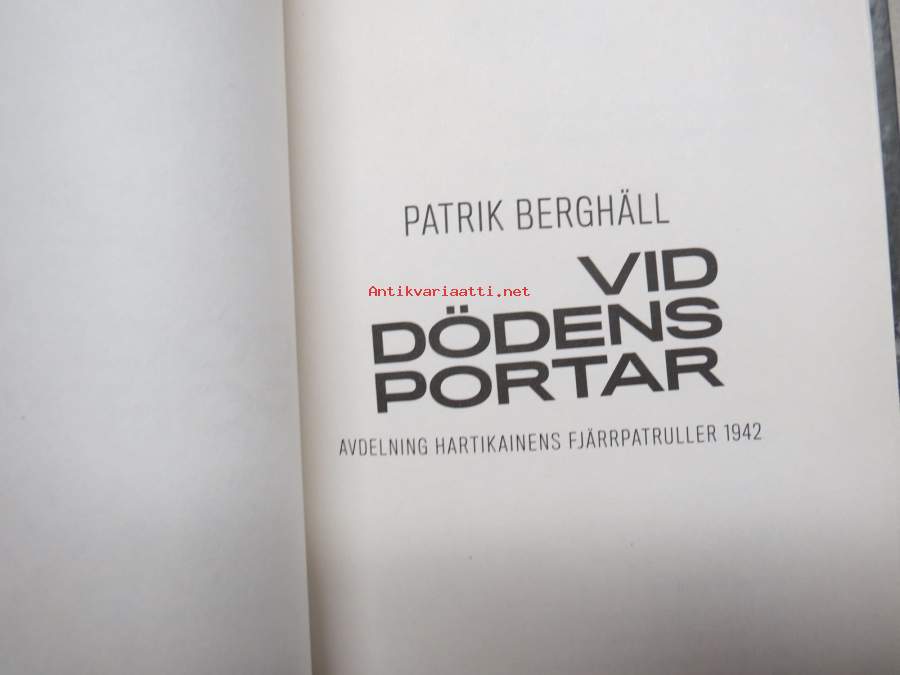 PATRIK BERGHÄLL
VID
Antikvariaatti.net
DÖDENS
PORTAR
AVDELNING HARTIKAINENS FJÄRRPATRULLER 1942